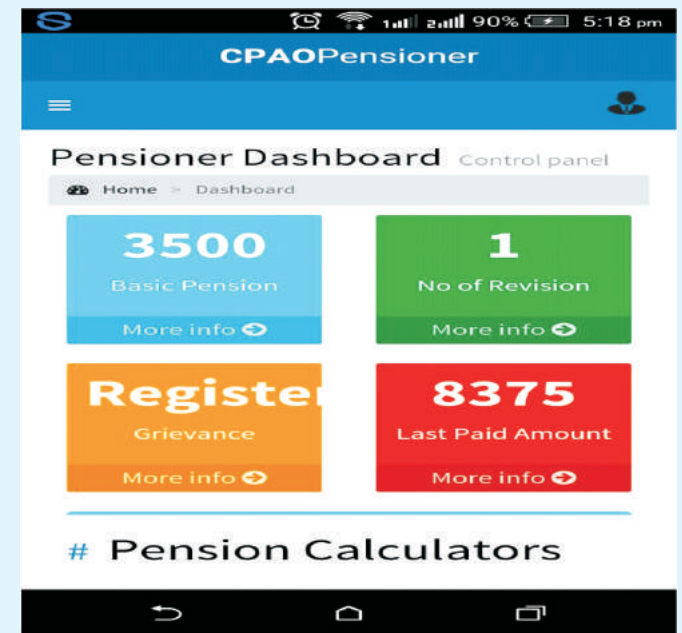 90% 5:18 pm
CPAOPensioner
Pensioner Dashboard Control panel
Home > Dashboard
3500
Basic Pension
More info
1
No of Revision
More info
Register
Grievance
More info
8375
Last Paid Amount
More info
# Pension Calculators